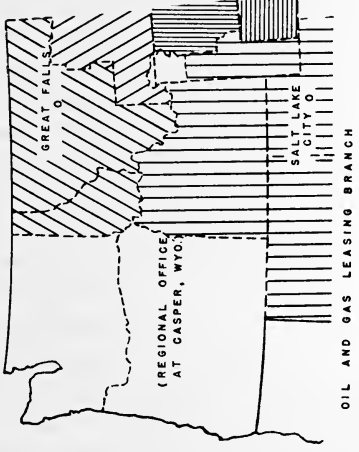 GREAT FALLS
(REGIONAL OFFICE
AT CASPER, WYO.)
SALT LAKE
CITY
OIL AND GAS LEASING BRANCH